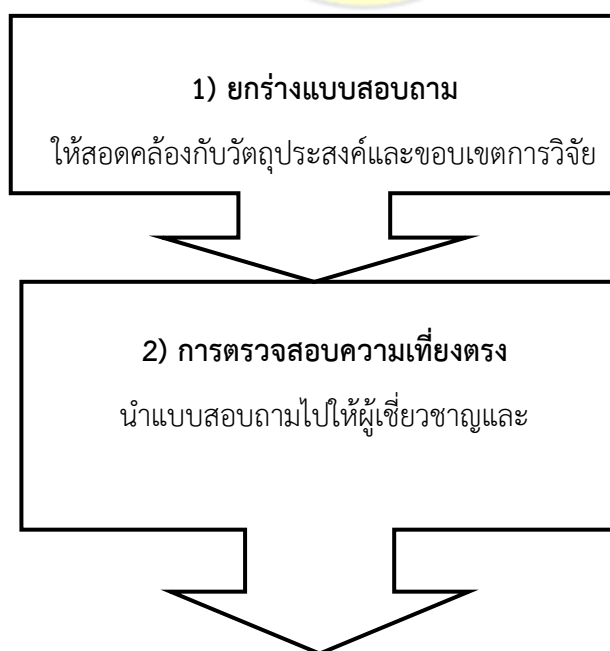 1) ยกร่างแบบสอบถาม
ให้สอดคล้องกับวัตถุประสงค์และขอบเขตการวิจัย
2) การตรวจสอบความเที่ยงตรง
นำแบบสอบถามไปให้ผู้เชี่ยวชาญและ